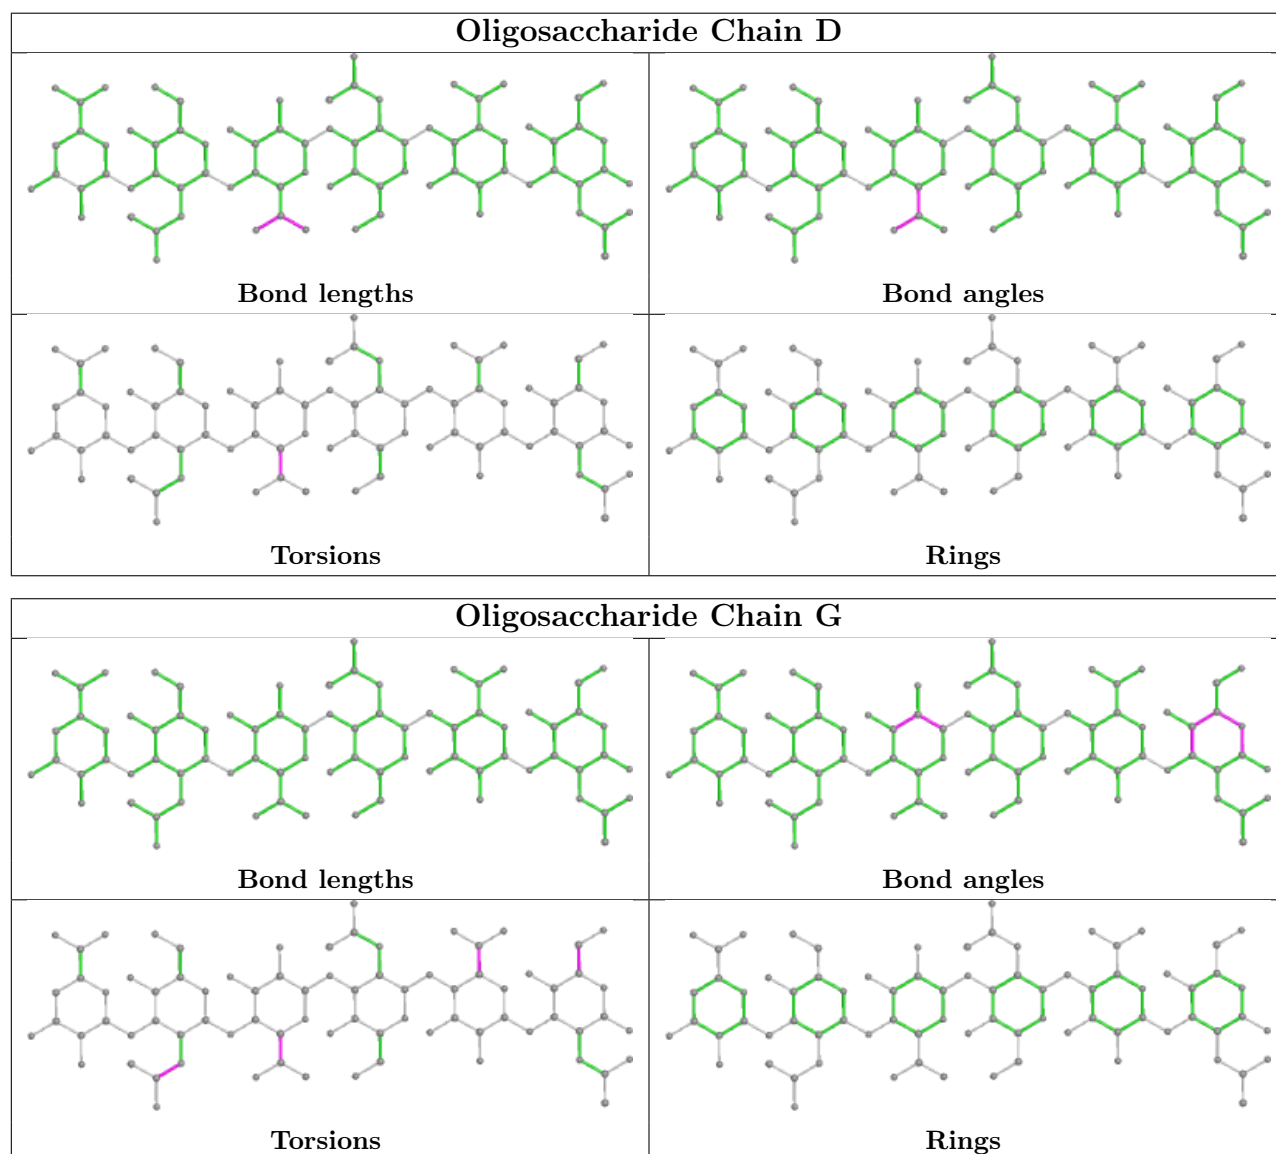 Oligosaccharide Chain D
Bond lengths
Bond angles
Torsions
Rings
Oligosaccharide Chain G
Bond lengths
Bond angles
Torsions
Rings